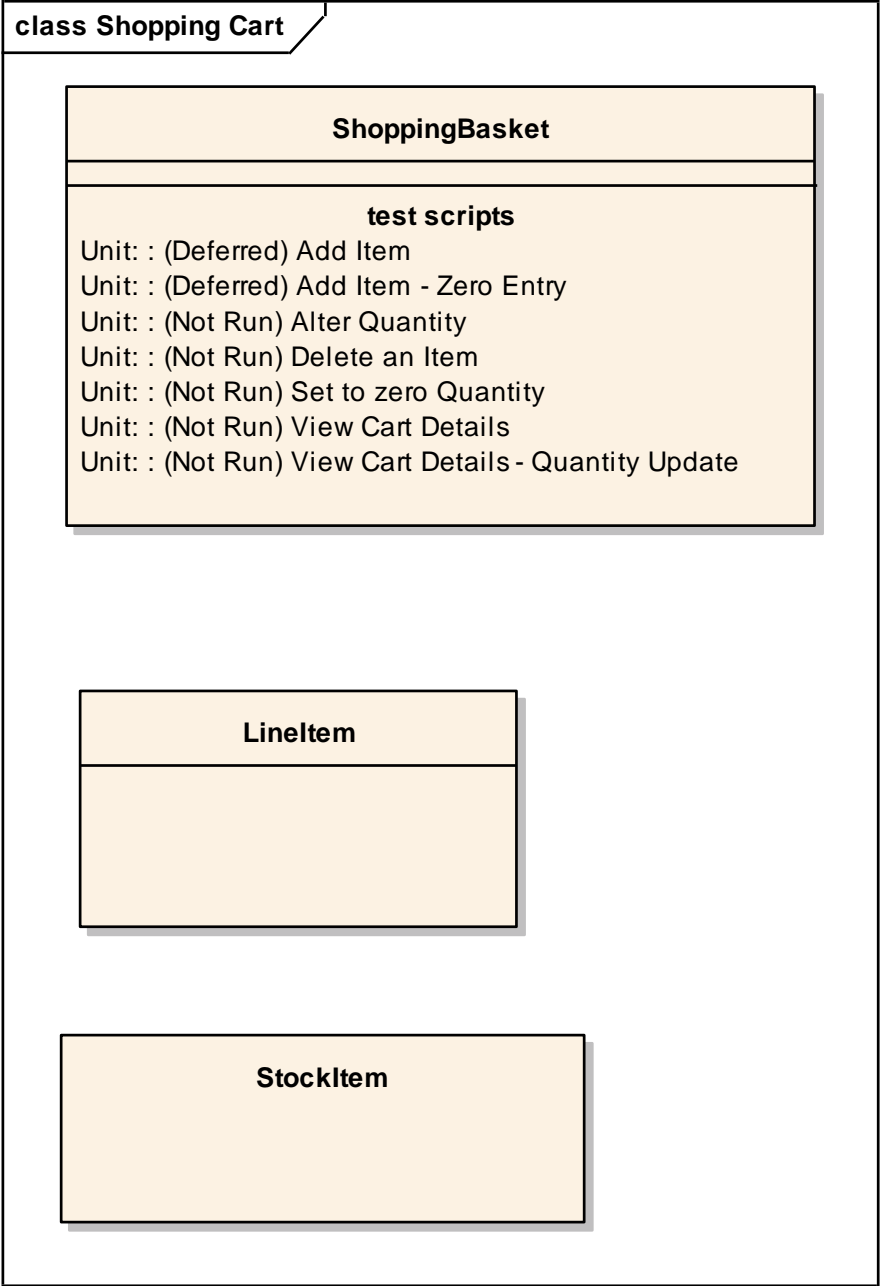 class Shopping Cart
ShoppingBasket
test scripts
Unit: : (Deferred) Add Item
Unit: : (Deferred) Add Item - Zero Entry
Unit: : (Not Run) Alter Quantity
Unit: : (Not Run) Delete an Item
Unit: : (Not Run) Set to zero Quantity
Unit: : (Not Run) View Cart Details
Unit: : (Not Run) View Cart Details - Quantity Update
LineItem
StockItem